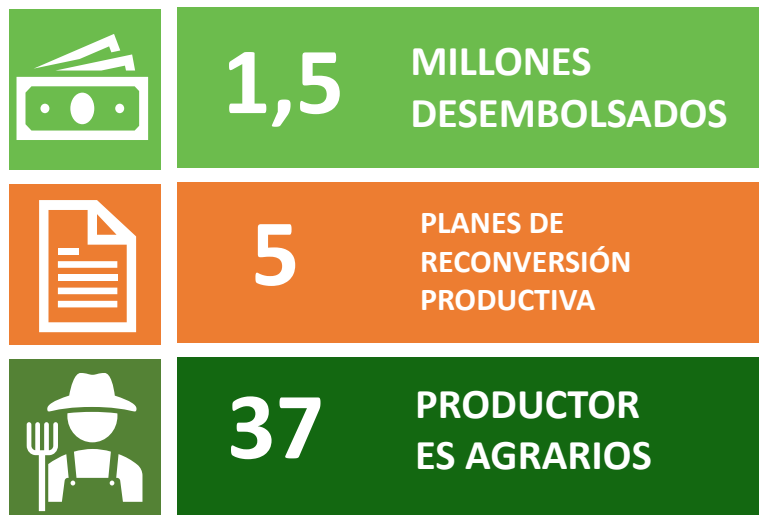 1,5
MILLONES
DESEMBOLSADOS
5
PLANES DE
RECONVERSIÓN
PRODUCTIVA
37
PRODUCTOR
ES AGRARIOS